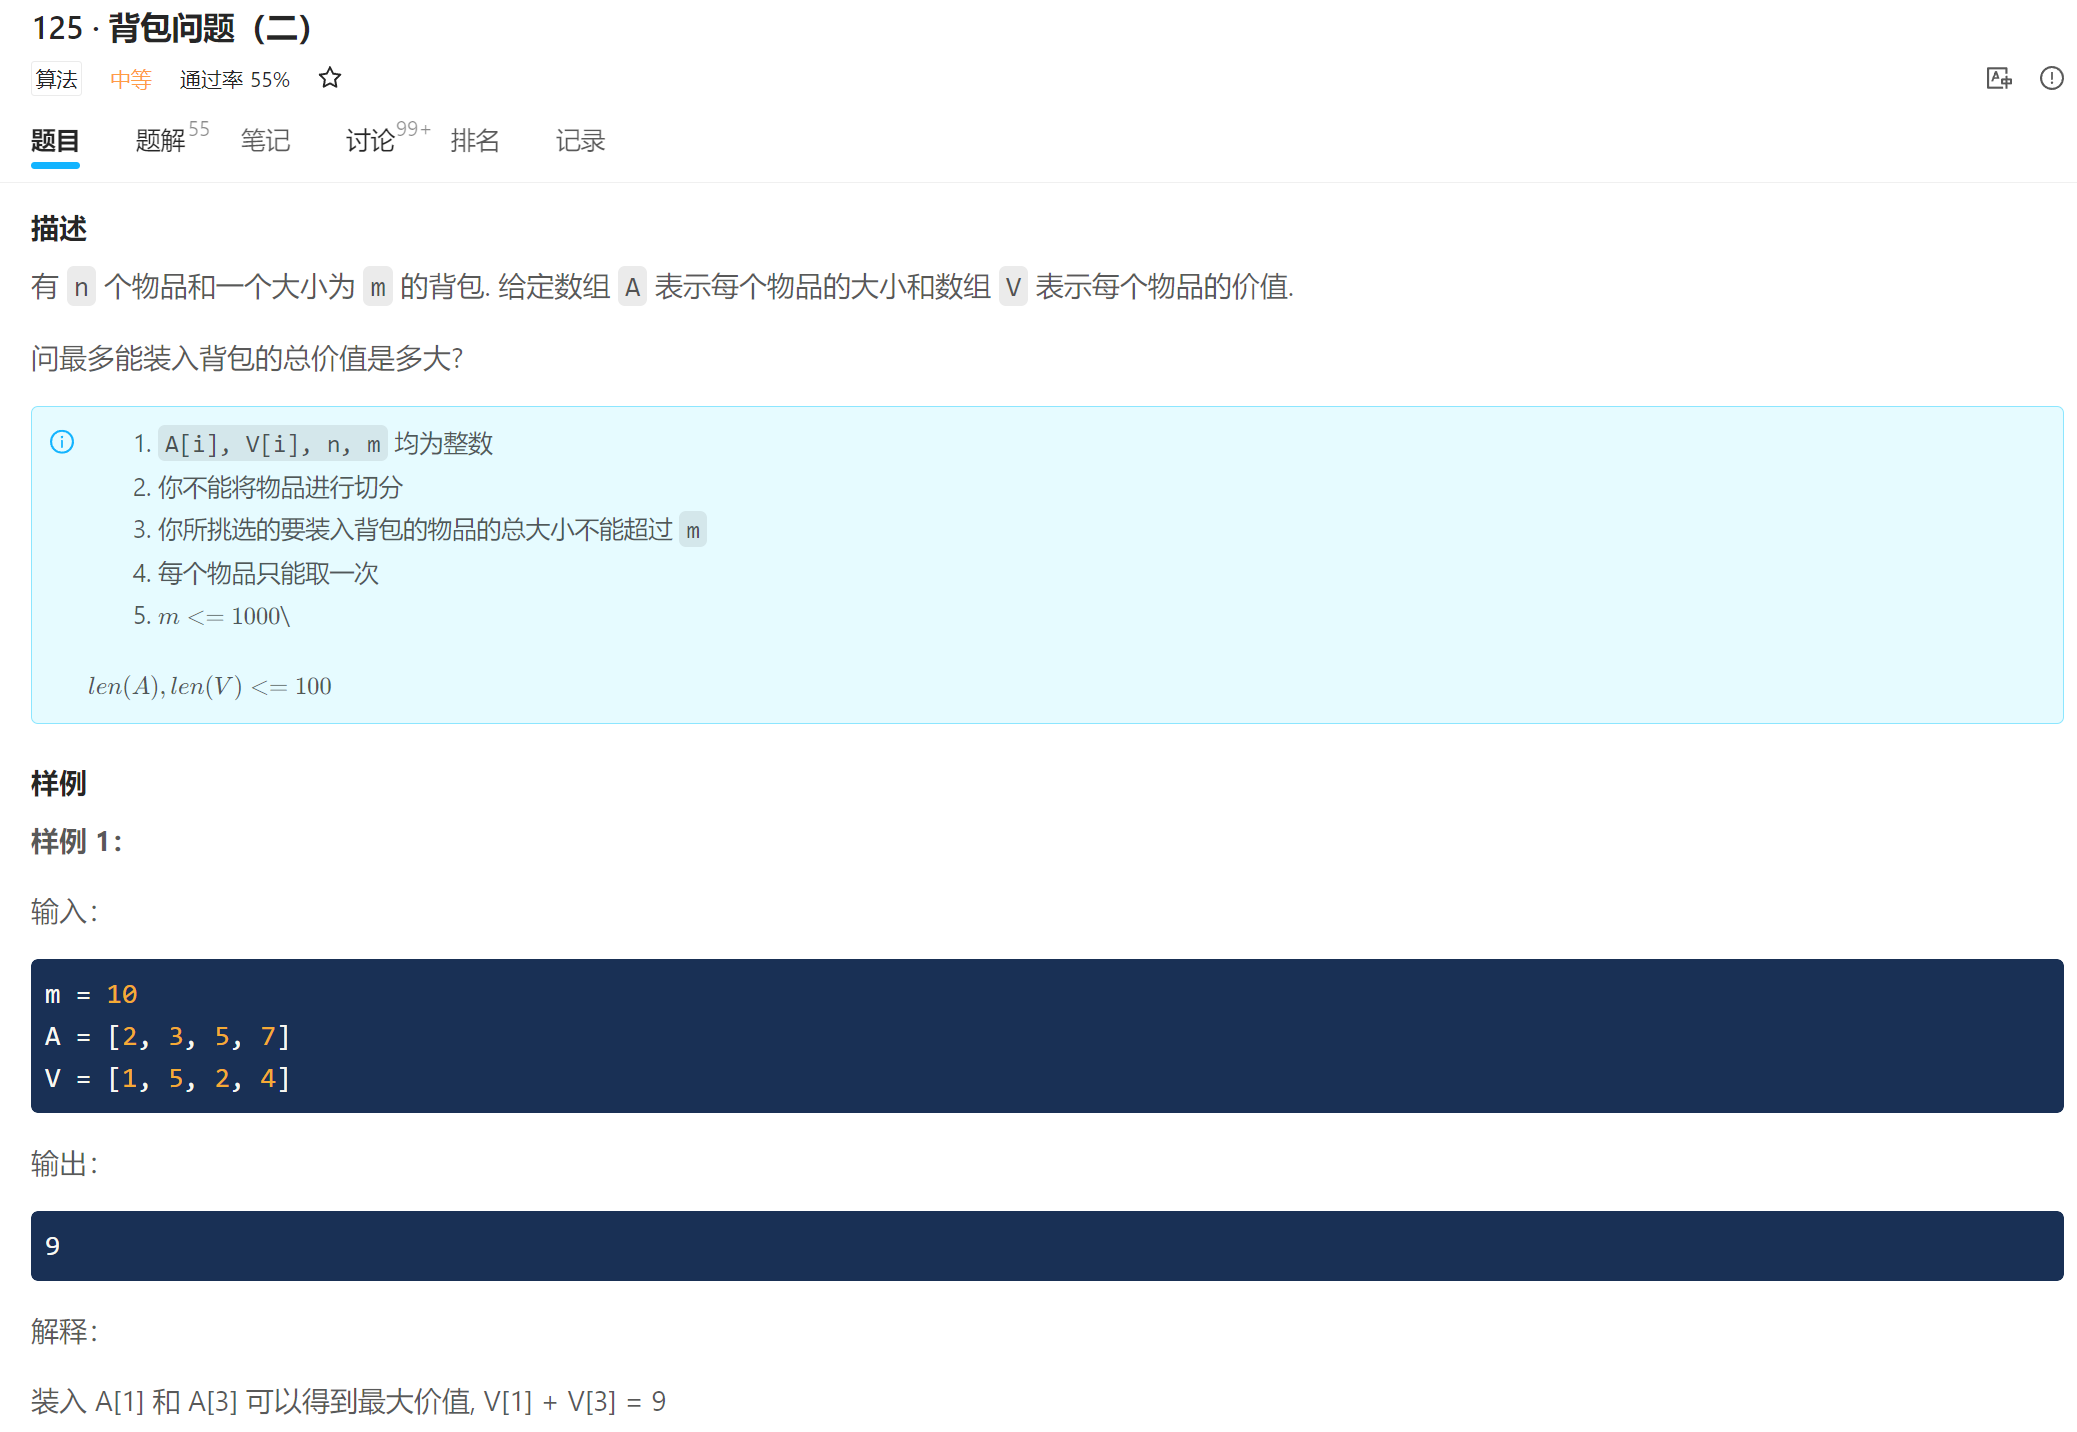 125 · 背包问题（二）
算法 中等 通过率 55%
题目 题解 55 笔记 讨论 99+ 排名 记录
描述
有 n 个物品和一个大小为 m 的背包. 给定数组 A 表示每个物品的大小和数组 V 表示每个物品的价值.
问最多能装入背包的总价值是多大?
1. A[i], V[i], n, m 均为整数
2. 你不能将物品进行切分
3. 你所挑选的要装入背包的物品的总大小不能超过 m
4. 每个物品只能取一次
5. m <= 1000\
len(A), len(V) <= 100
样例
样例 1：
输入：
m = 10
A = [2, 3, 5, 7]
V = [1, 5, 2, 4]
输出：
9
解释：
装入 A[1] 和 A[3] 可以得到最大价值, V[1] + V[3] = 9